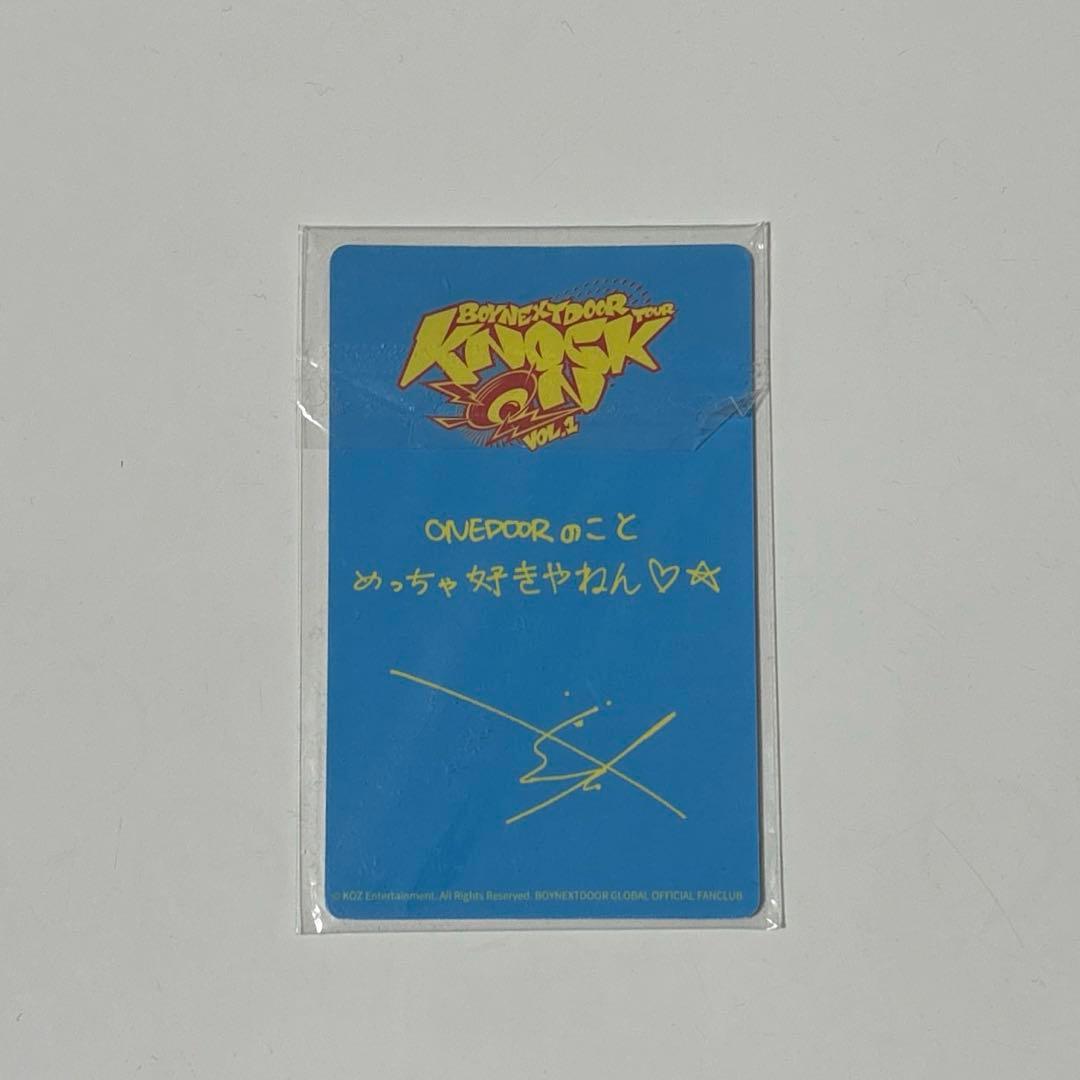 BOYNEXTDOOR TOUR
KNOCK
ON
VOL.1
ONEDOORのこと
めっちゃ好きやねん♡☆
© KOZ Entertainment. All Rights Reserved. BOYNEXTDOOR GLOBAL OFFICIAL FANCLUB